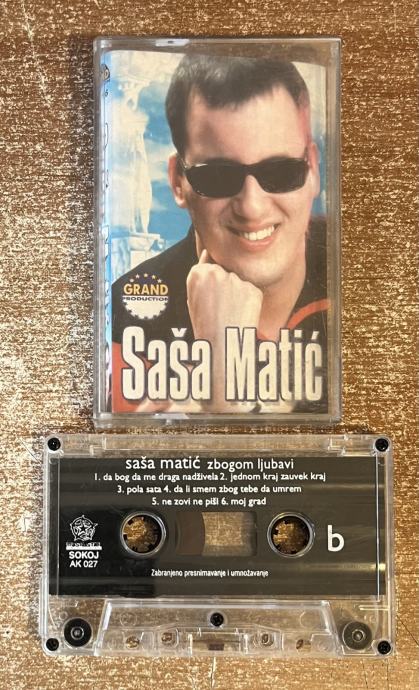 GRAND
PRODUCTION
Saša Matić
saša matić zbogom ljubavi
1. da bog da me draga nadživela 2. jednom kraj zauvek kraj
3. pola sata 4. da li smem zbog tebe da umrem
5. ne zovi ne piši 6. moj grad
SOKOJ
AK 027
b
Zabranjeno presnimavanje i umnožavanje